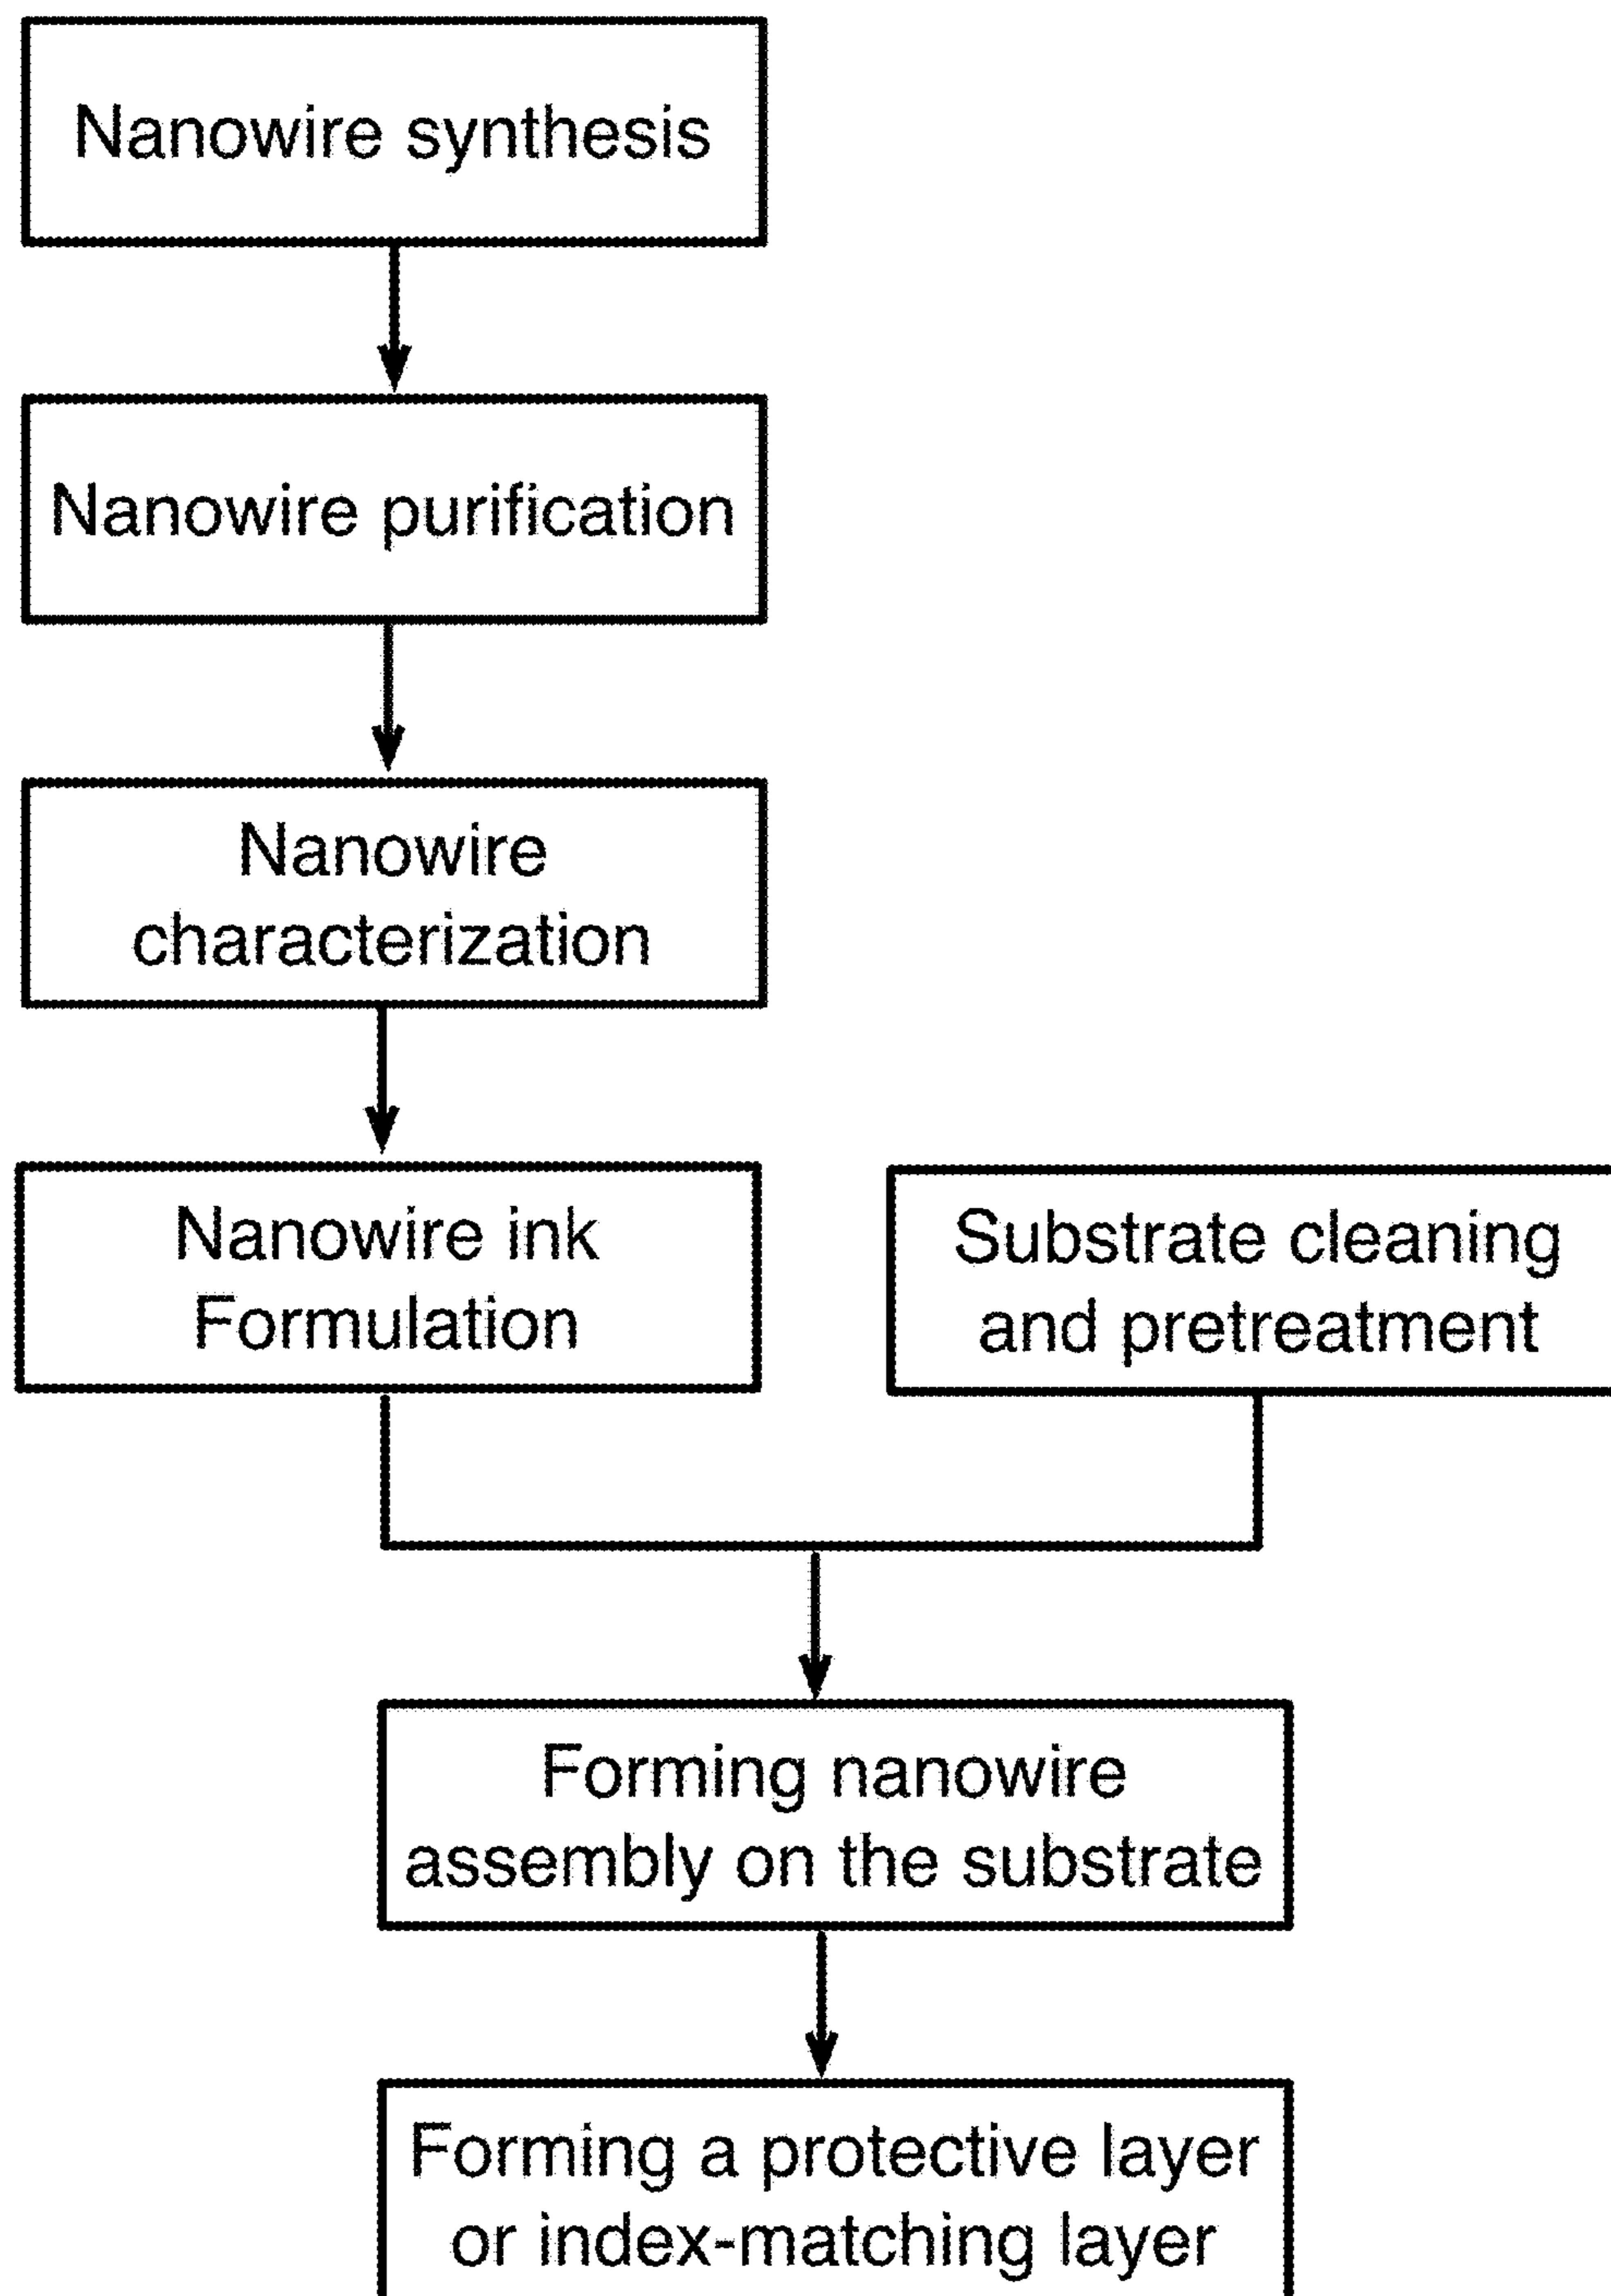 Nanowire synthesis
Nanowire purification
Nanowire
characterization
Nanowire ink
Formulation
Substrate cleaning
and pretreatment
Forming nanowire
assembly on the substrate
Forming a protective layer
or index-matching layer